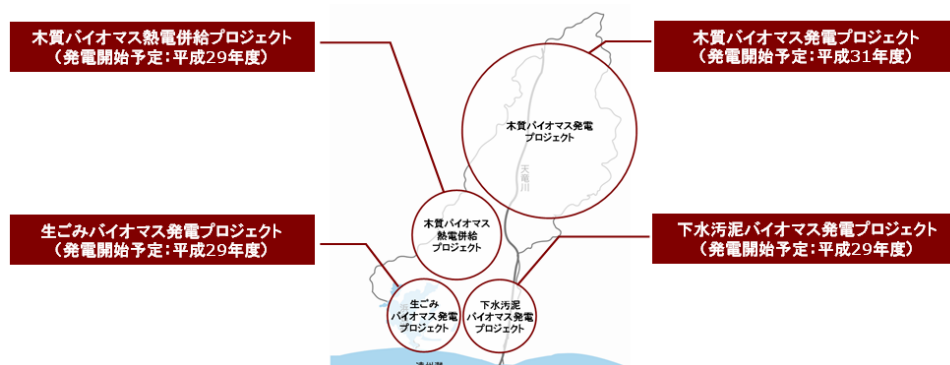 木質バイオマス熱電併給プロジェクト
(発電開始予定:平成29年度)
木質バイオマス発電プロジェクト
(発電開始予定:平成31年度)
木質バイオマス発電
プロジェクト
天竜川
木質バイオマス
熱電併給
プロジェクト
生ごみバイオマス発電プロジェクト
(発電開始予定:平成29年度)
下水汚泥バイオマス発電プロジェクト
(発電開始予定:平成29年度)
生ごみ
バイオマス発電
プロジェクト
下水汚泥
バイオマス発電
プロジェクト